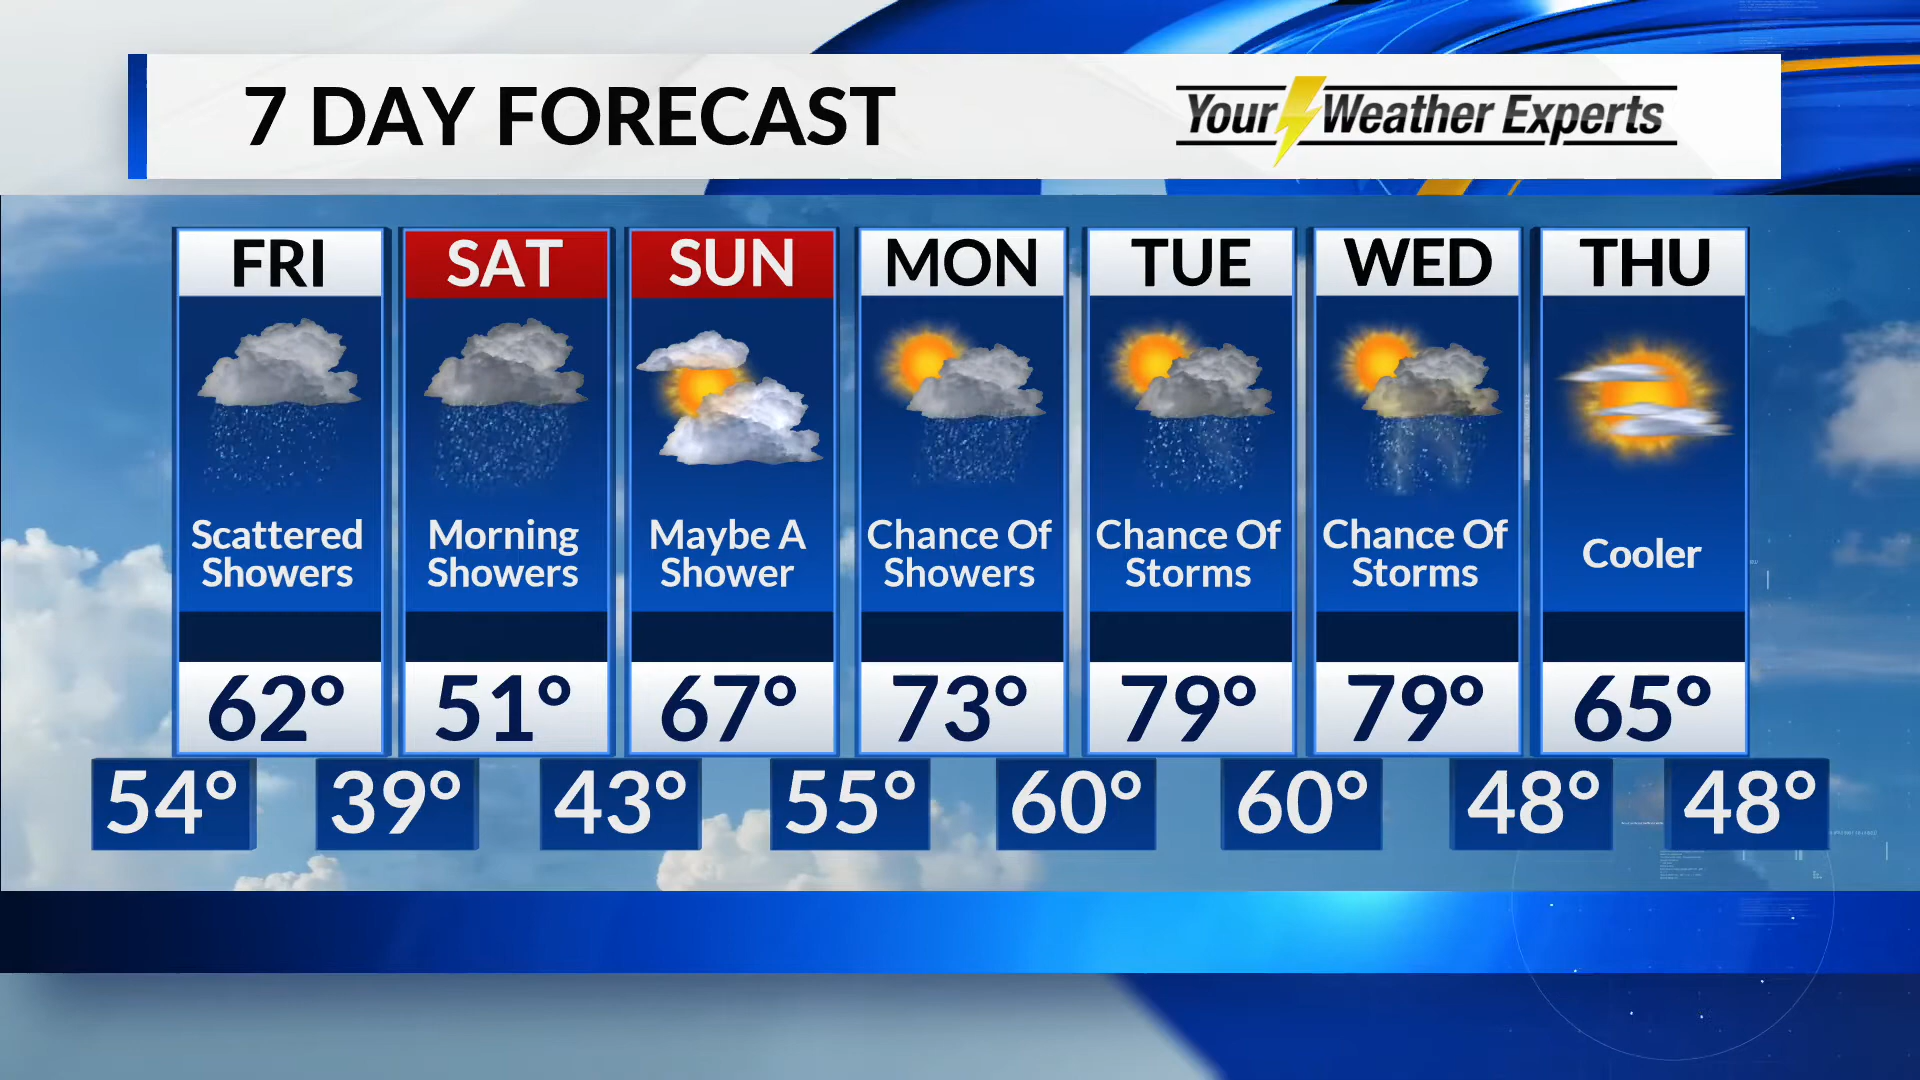 7 DAY FORECAST
Your Weather Experts
FRI SAT SUN MON TUE WED THU
Scattered Showers
Morning Showers
Maybe A Shower
Chance Of Showers
Chance Of Storms
Chance Of Storms
Cooler
62° 51° 67° 73° 79° 79° 65°
54° 39° 43° 55° 60° 60° 48° 48°